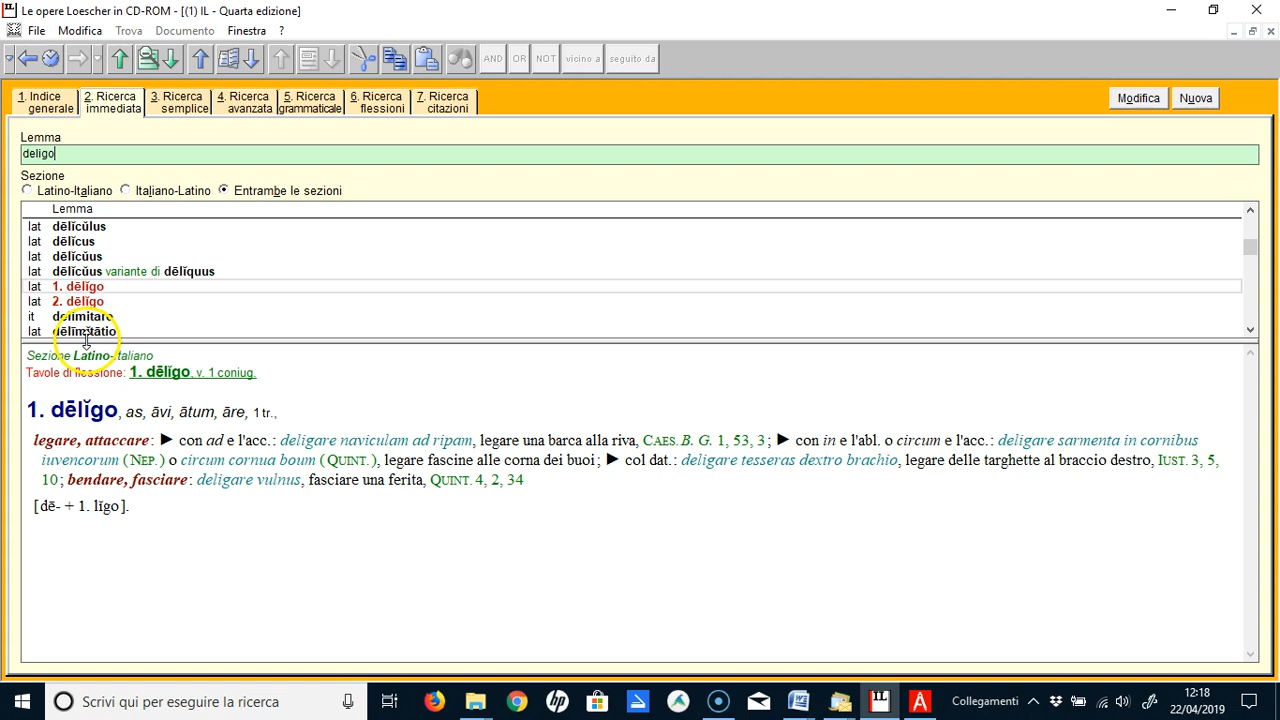 Le opere Loescher in CD-ROM - [(1) IL - Quarta edizione]
File Modifica Trova Documento Finestra ?
AND OR NOT vicino a seguito da
1. Indice generale 2. Ricerca immediata 3. Ricerca semplice 4. Ricerca avanzata 5. Ricerca grammaticale 6. Ricerca flessioni 7. Ricerca citazioni Modifica Nuova
Lemma
deligo
Sezione
Latino-Italiano Italiano-Latino Entrambe le sezioni
Lemma
lat dēlĭcŭlus
lat dēlĭcus
lat dēlĭcŭus
lat dēlĭcŭus variante di dēlĭquus
lat 1. dēlĭgo
lat 2. dēlĭgo
it delimitare
lat dēlīmĭtātio
Sezione Latino-Italiano
Tavole di flessione: 1. dēlĭgo, v. 1 coniug.
1. dēlĭgo, as, āvi, ātum, āre, 1 tr.,
legare, attaccare: ► con ad e l'acc.: deligare naviculam ad ripam, legare una barca alla riva, CAES. B. G. 1, 53, 3; ► con in e l'abl. o circum e l'acc.: deligare sarmenta in cornibus
iuvencorum (NEP.) o circum cornua boum (QUINT.), legare fascine alle corna dei buoi; ► col dat.: deligare tesseras dextro brachio, legare delle targhette al braccio destro, IUST. 3, 5,
10; bendare, fasciare: deligare vulnus, fasciare una ferita, QUINT. 4, 2, 34
[dē- + 1. lĭgo].
Scrivi qui per eseguire la ricerca
Collegamenti
12:18
22/04/2019